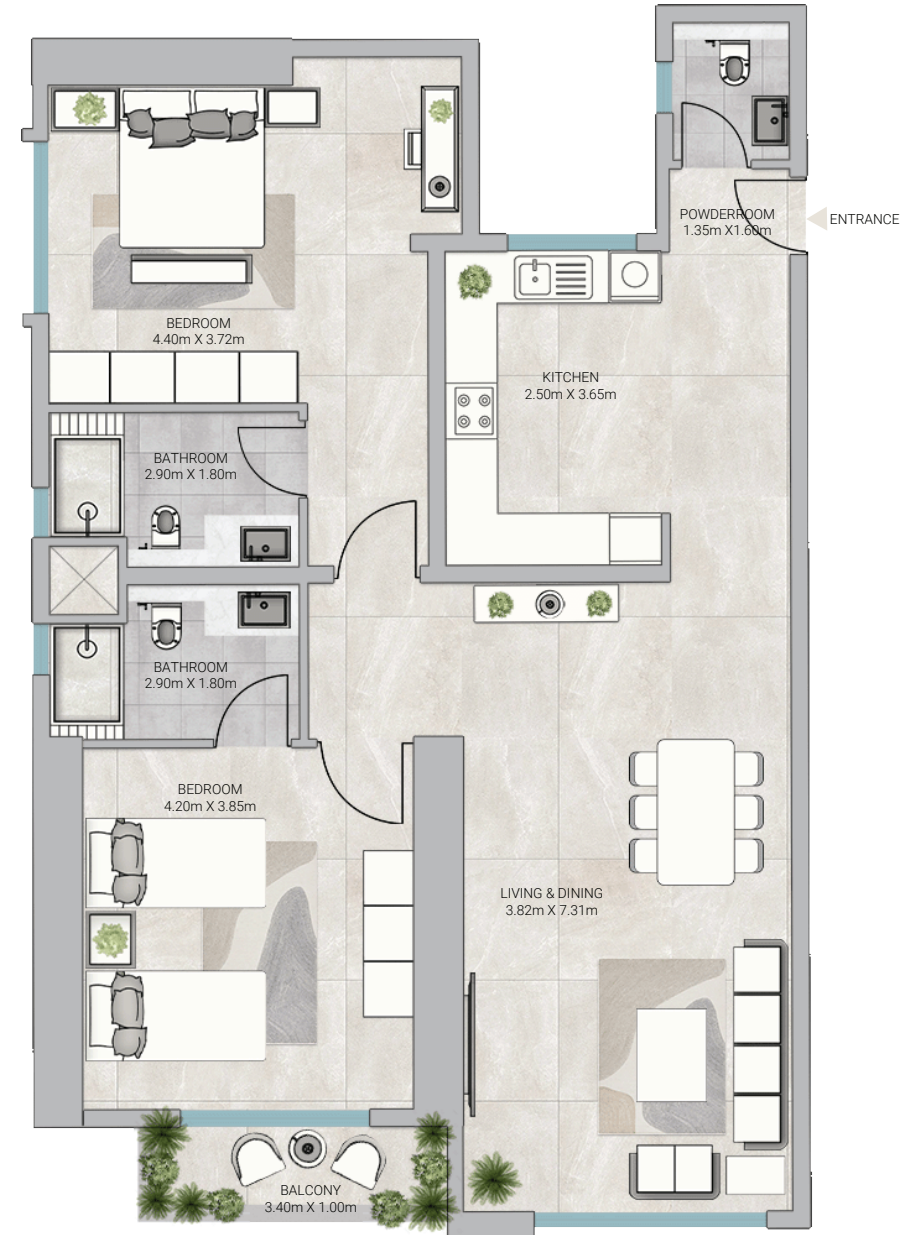 POWDERROOM
1.35m X1.60m
ENTRANCE
BEDROOM
4.40m X 3.72m
KITCHEN
2.50m X 3.65m
BATHROOM
2.90m X 1.80m
BATHROOM
2.90m X 1.80m
BEDROOM
4.20m X 3.85m
LIVING & DINING
3.82m X 7.31m
BALCONY
3.40m X 1.00m